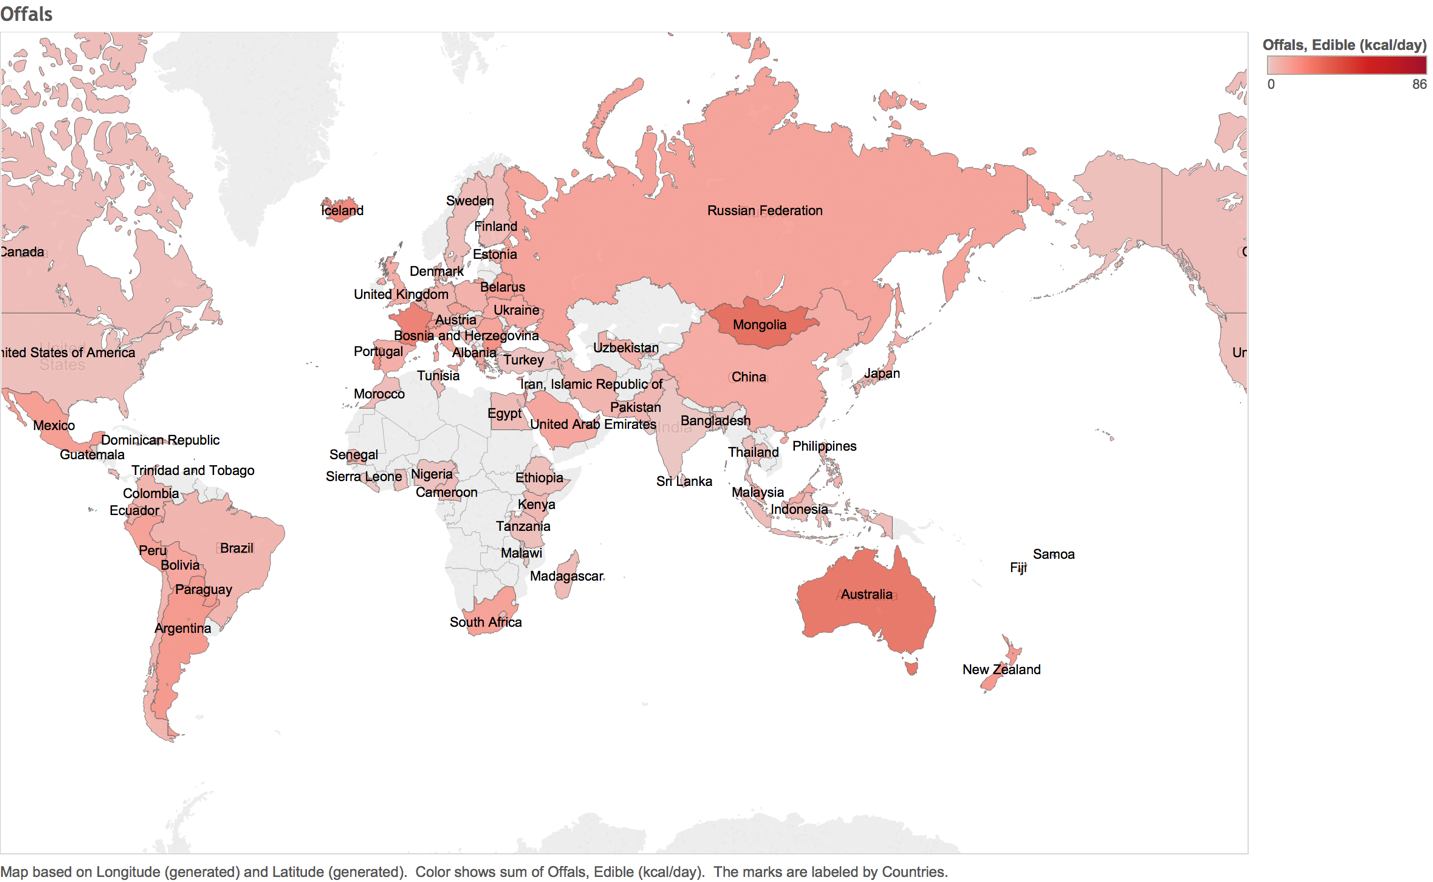 Offals
Offals, Edible (kcal/day)
0 86
Iceland
Sweden
Russian Federation
Finland
Canada
Estonia
Denmark
Belarus
United Kingdom
Ukraine
Austria
Mongolia
Bosnia and Herzegovina
Uzbekistan
nited States of America
United
States
Portugal
Albania
Turkey
Un
Tunisia
China
Japan
Iran, Islamic Republic of
Morocco
Pakistan
Egypt
Bangladesh
United Arab Emirates
India
Mexico
Dominican Republic
Guatemala
Senegal
Thailand
Philippines
Trinidad and Tobago
Sierra Leone
Nigeria
Ethiopia
Sri Lanka
Colombia
Cameroon
Malaysia
Ecuador
Kenya
Indonesia
Tanzania
Peru
Brazil
Malawi
Samoa
Bolivia
Fiji
Madagascar
Paraguay
Australia
South Africa
Argentina
New Zealand
Map based on Longitude (generated) and Latitude (generated).  Color shows sum of Offals, Edible (kcal/day).  The marks are labeled by Countries.